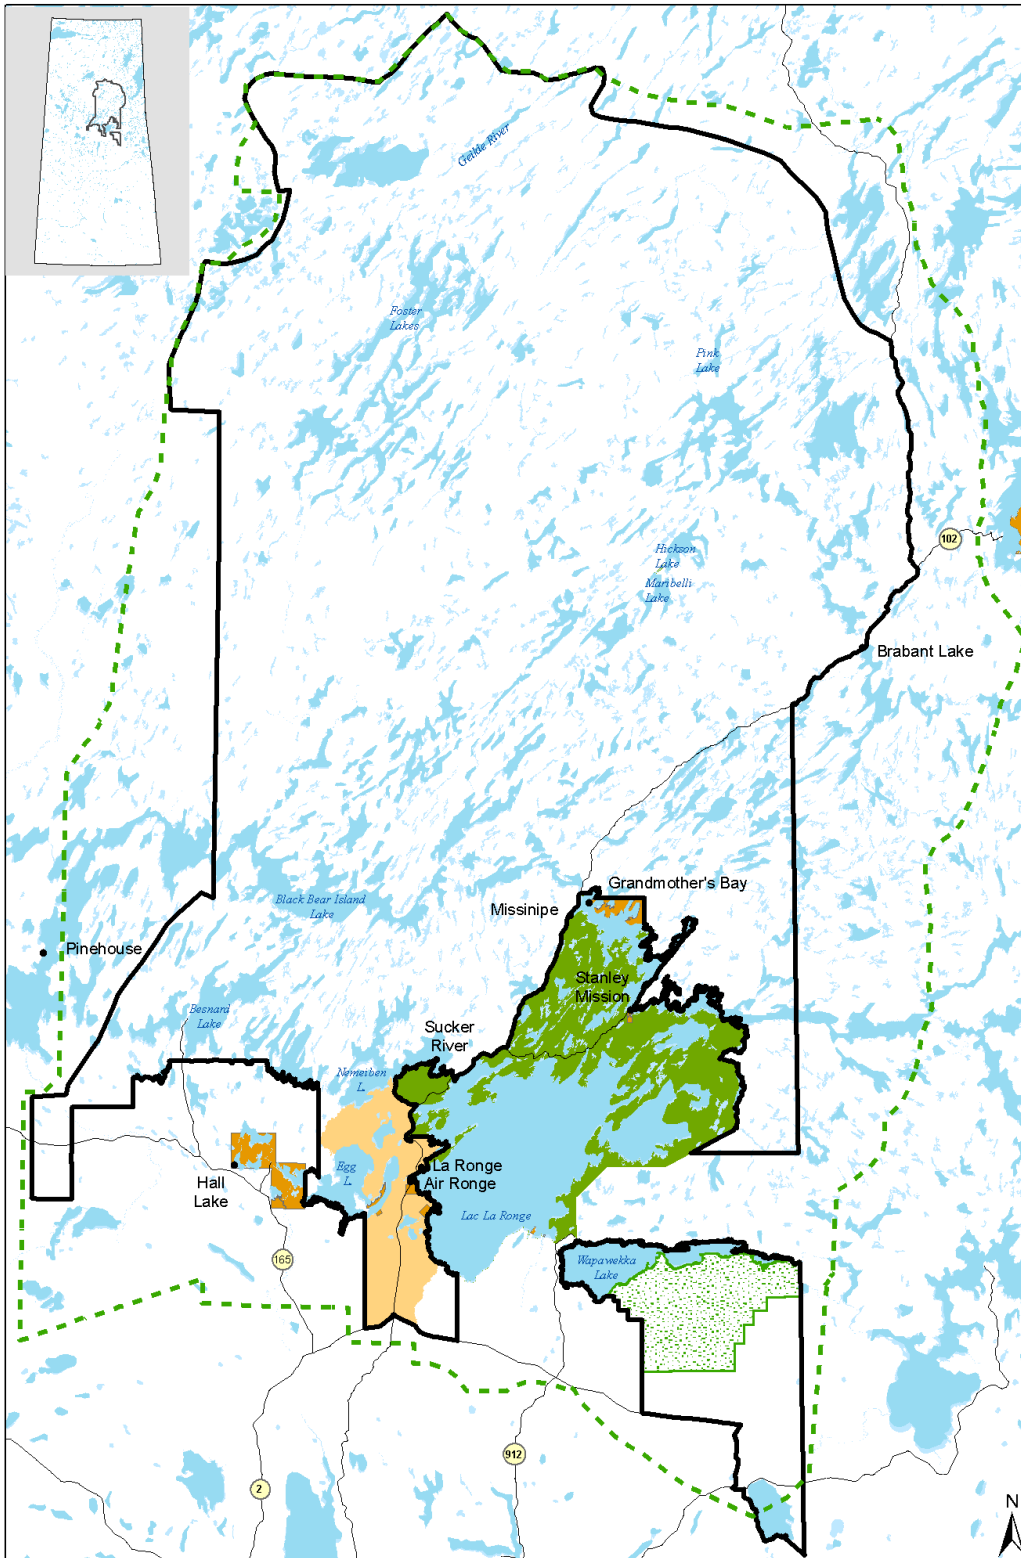 Geikie River
Foster
Lakes
Pink
Lake
102
Hickson
Lake
Maribelli
Lake
Brabant Lake
Grandmother's Bay
Black Bear Island
Lake
Missinipe
Pinehouse
Stanley
Mission
Besnard
Lake
Sucker
River
Nemeiben
L.
Egg
L.
La Ronge
Air Ronge
Hall
Lake
Lac La Ronge
165
Wapawekka
Lake
912
2
N